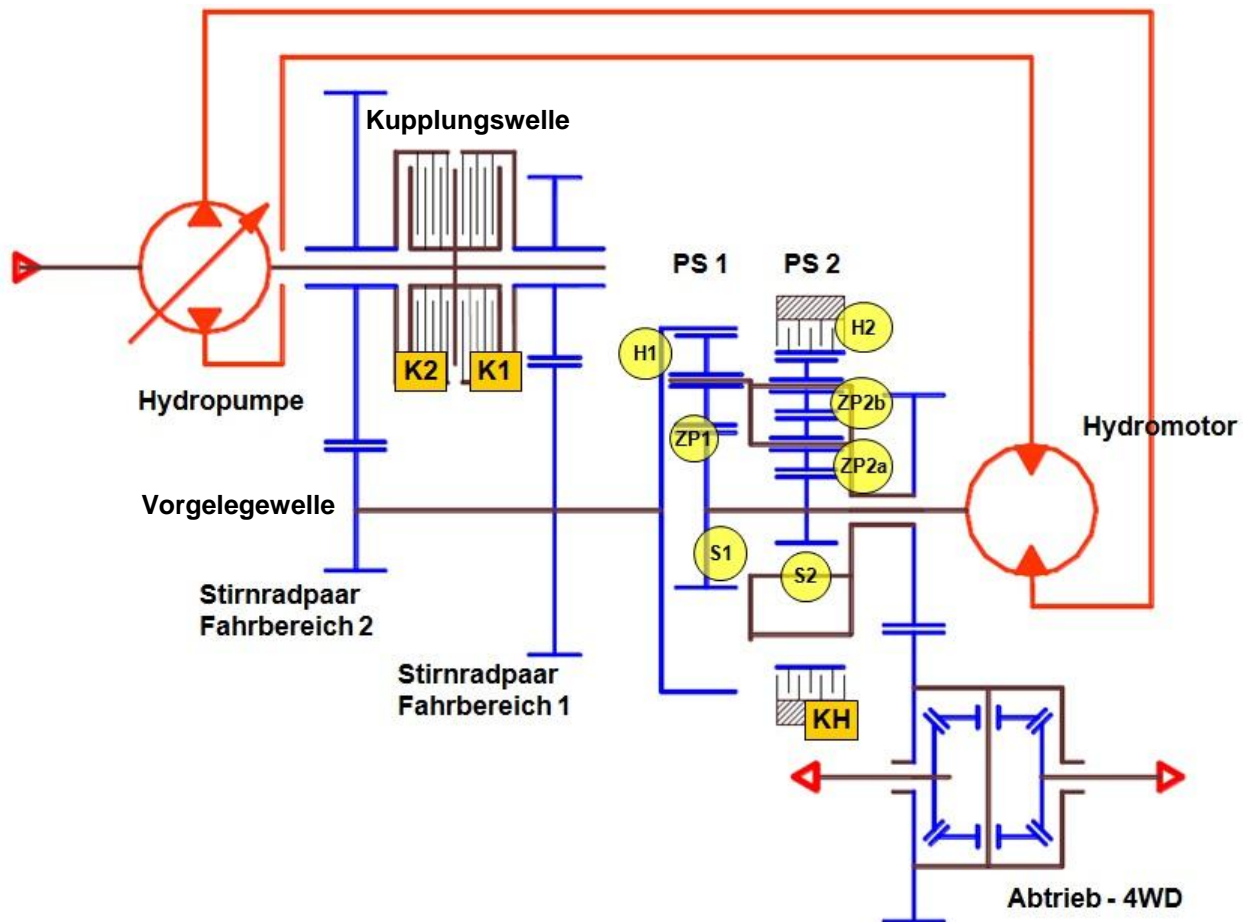 Kupplungswelle
PS 1
PS 2
H2
H1
K2
K1
Hydropumpe
ZP2b
Hydromotor
ZP1
ZP2a
Vorgelegewelle
S1
S2
Stirnradpaar
Fahrbereich 2
Stirnradpaar
Fahrbereich 1
KH
Abtrieb - 4WD